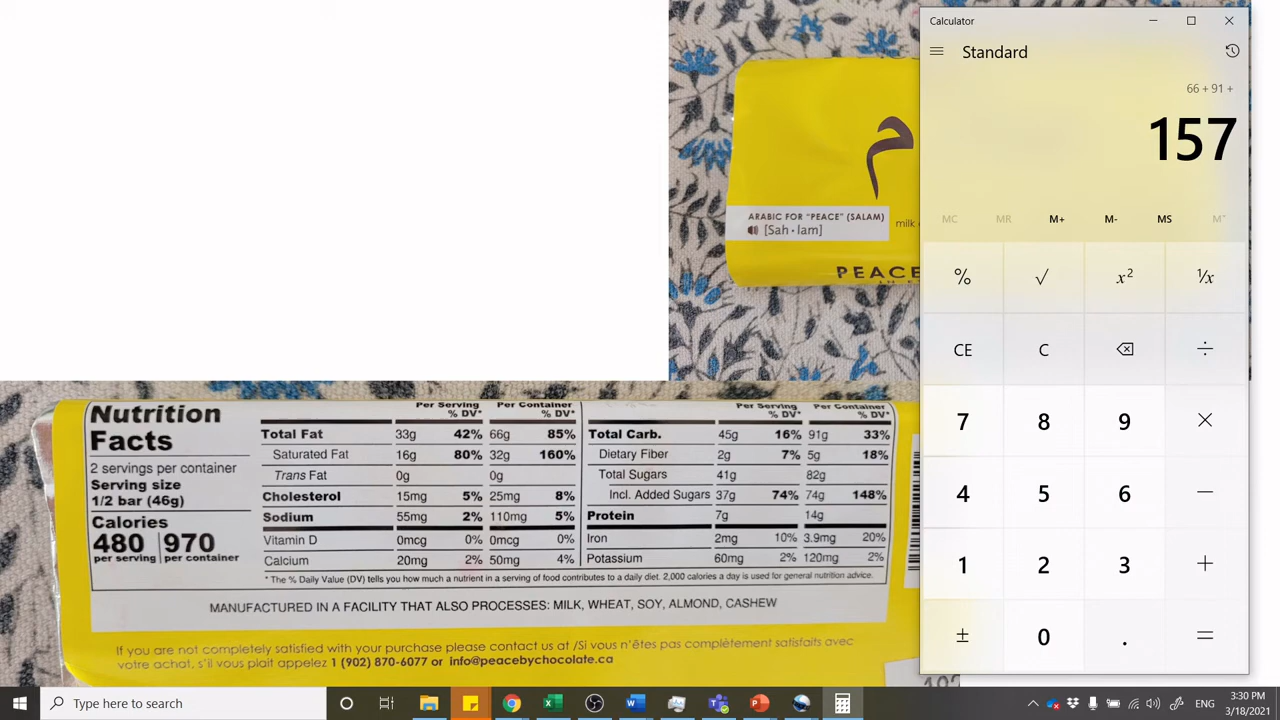 Calculator
Standard
66 + 91 +
157
MC MR M+ M- MS M˅
% √ x² ¹/x
CE C ÷
7 8 9 ×
4 5 6 −
1 2 3 +
± 0 . =
م
ARABIC FOR "PEACE" (SALAM)
[Sah • lam]
milk
PEACE
Nutrition
Facts
2 servings per container
Serving size
1/2 bar (46g)
Calories
480 970
per serving per container
Per Serving Per Container
% DV* % DV*
Total Fat 33g 42% 66g 85%
Saturated Fat 16g 80% 32g 160%
Trans Fat 0g 0g
Cholesterol 15mg 5% 25mg 8%
Sodium 55mg 2% 110mg 5%
Vitamin D 0mcg 0% 0mcg 0%
Calcium 20mg 2% 50mg 4%
Per Serving Per Container
% DV* % DV*
Total Carb. 45g 16% 91g 33%
Dietary Fiber 2g 7% 5g 18%
Total Sugars 41g 82g
Incl. Added Sugars 37g 74% 74g 148%
Protein 7g 14g
Iron 2mg 10% 3.9mg 20%
Potassium 60mg 2% 120mg 2%
* The % Daily Value (DV) tells you how much a nutrient in a serving of food contributes to a daily diet. 2,000 calories a day is used for general nutrition advice.
MANUFACTURED IN A FACILITY THAT ALSO PROCESSES: MILK, WHEAT, SOY, ALMOND, CASHEW
If you are not completely satisfied with your purchase please contact us at /Si vous n'êtes pas complètement satisfaits avec
votre achat, s'il vous plait appelez 1 (902) 870-6077 or info@peacebychocolate.ca
Type here to search
ENG
3:30 PM
3/18/2021